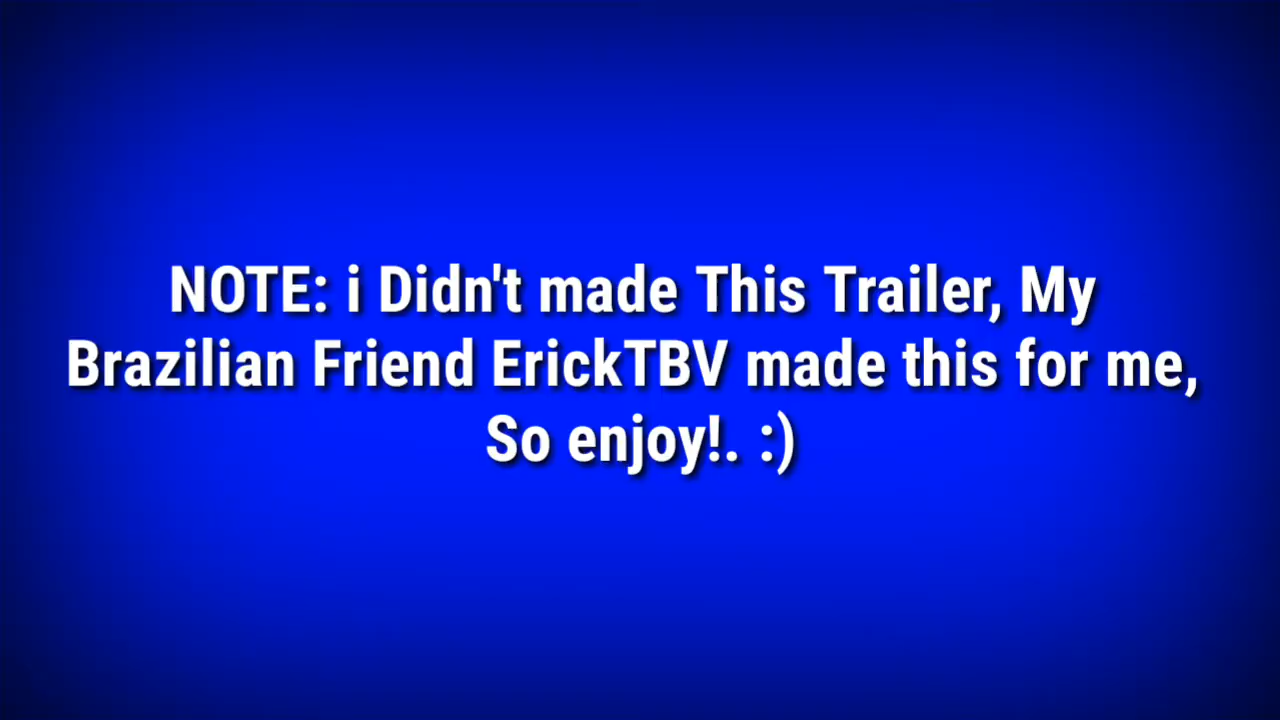 NOTE: i Didn't made This Trailer, My
Brazilian Friend ErickTBV made this for me,
So enjoy!. :)